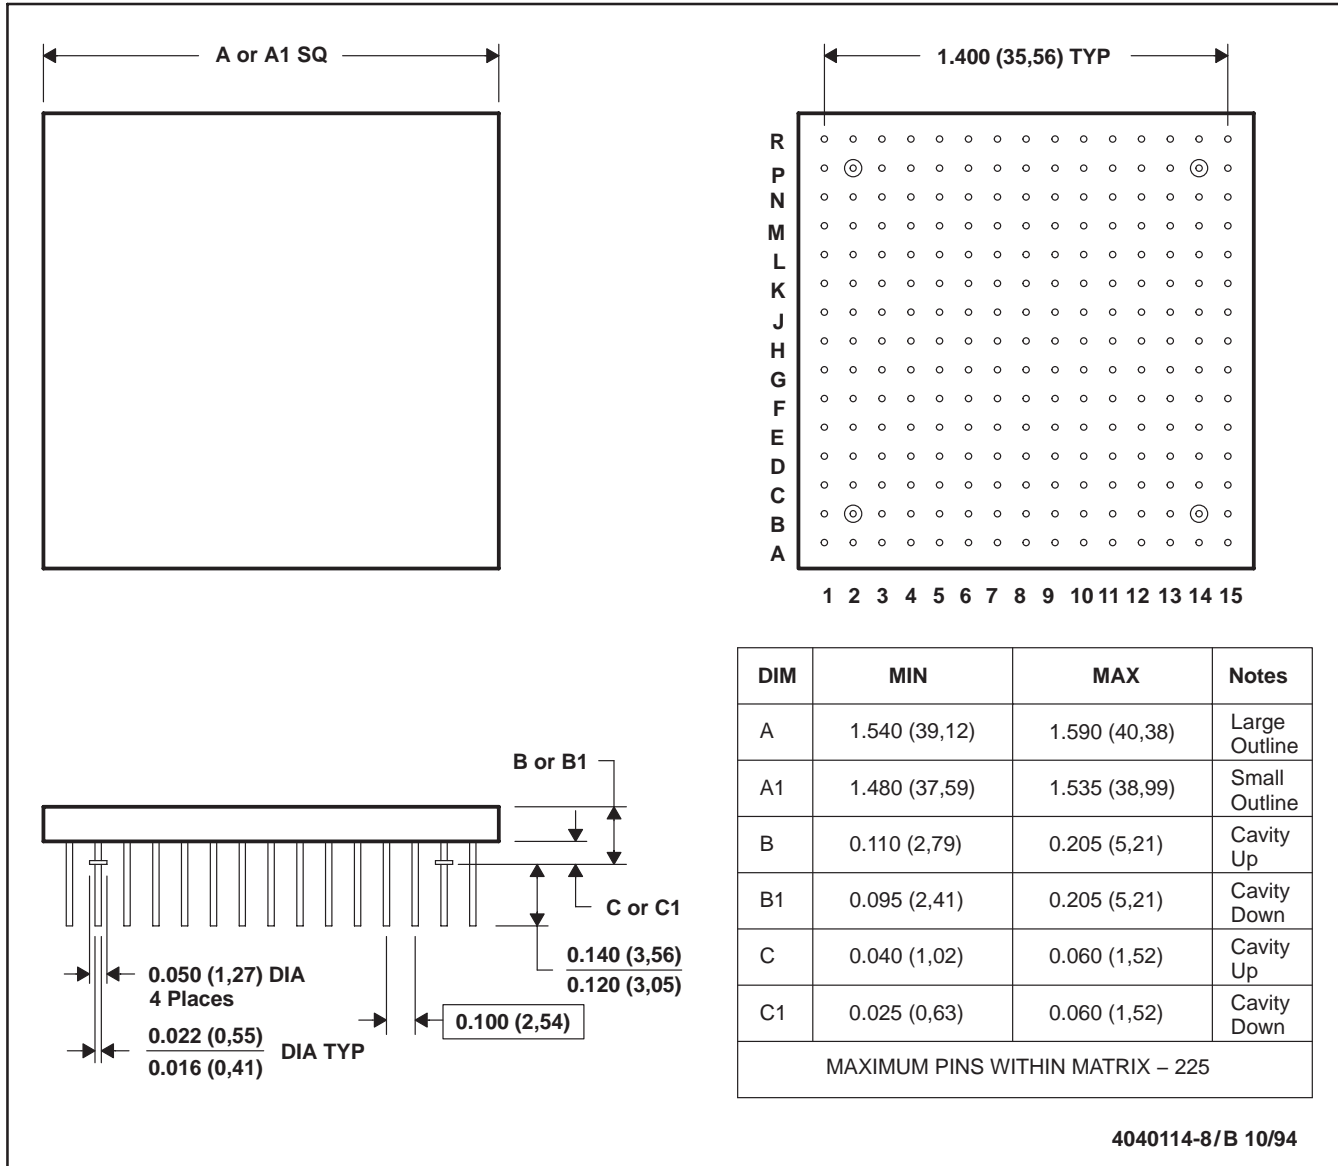 A or A1 SQ
1.400 (35,56) TYP
R
P
N
M
L
K
J
H
G
F
E
D
C
B
A
1 2 3 4 5 6 7 8 9 10 11 12 13 14 15
DIM MIN MAX Notes
A 1.540 (39,12) 1.590 (40,38) Large Outline
A1 1.480 (37,59) 1.535 (38,99) Small Outline
B 0.110 (2,79) 0.205 (5,21) Cavity Up
B1 0.095 (2,41) 0.205 (5,21) Cavity Down
C 0.040 (1,02) 0.060 (1,52) Cavity Up
C1 0.025 (0,63) 0.060 (1,52) Cavity Down
MAXIMUM PINS WITHIN MATRIX – 225
B or B1
C or C1
0.140 (3,56)
0.120 (3,05)
0.050 (1,27) DIA
4 Places
0.100 (2,54)
0.022 (0,55)
0.016 (0,41)
DIA TYP
4040114-8/B 10/94